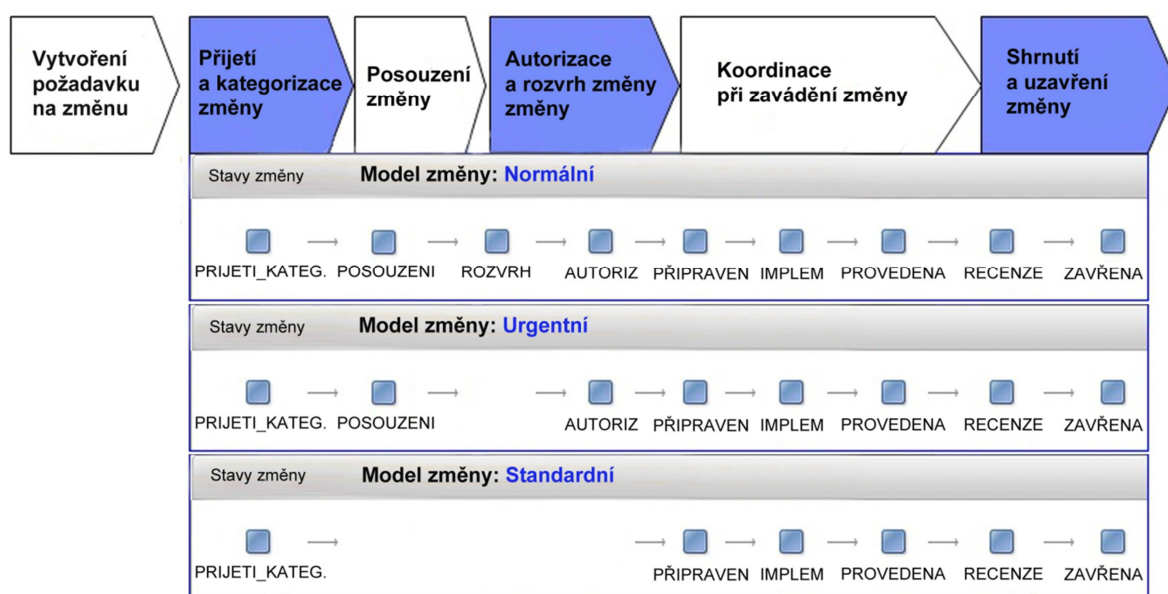 Vytvoření
požadavku
na změnu
Přijetí
a kategorizace
změny
Posouzení
změny
Autorizace
a rozvrh změny
změny
Koordinace
při zavádění změny
Shrnutí
a uzavření
změny
Stavy změny Model změny: Normální
PRIJETI_KATEG. POSOUZENI ROZVRH AUTORIZ PŘIPRAVEN IMPLEM PROVEDENA RECENZE ZAVŘENA
Stavy změny Model změny: Urgentní
PRIJETI_KATEG. POSOUZENI AUTORIZ PŘIPRAVEN IMPLEM PROVEDENA RECENZE ZAVŘENA
Stavy změny Model změny: Standardní
PRIJETI_KATEG. PŘIPRAVEN IMPLEM PROVEDENA RECENZE ZAVŘENA